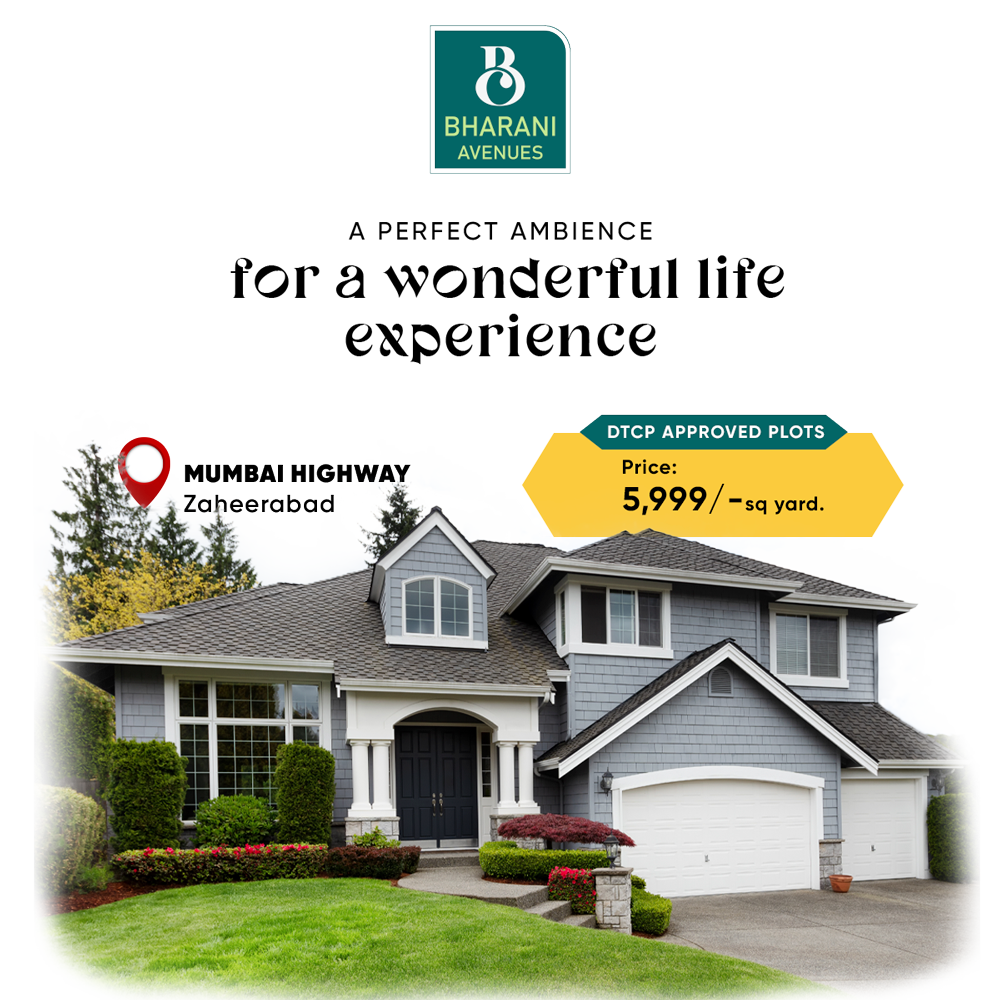 B
BHARANI
AVENUES
A PERFECT AMBIENCE
for a wonderful life
experience
MUMBAI HIGHWAY
Zaheerabad
DTCP APPROVED PLOTS
Price:
5,999/-sq yard.